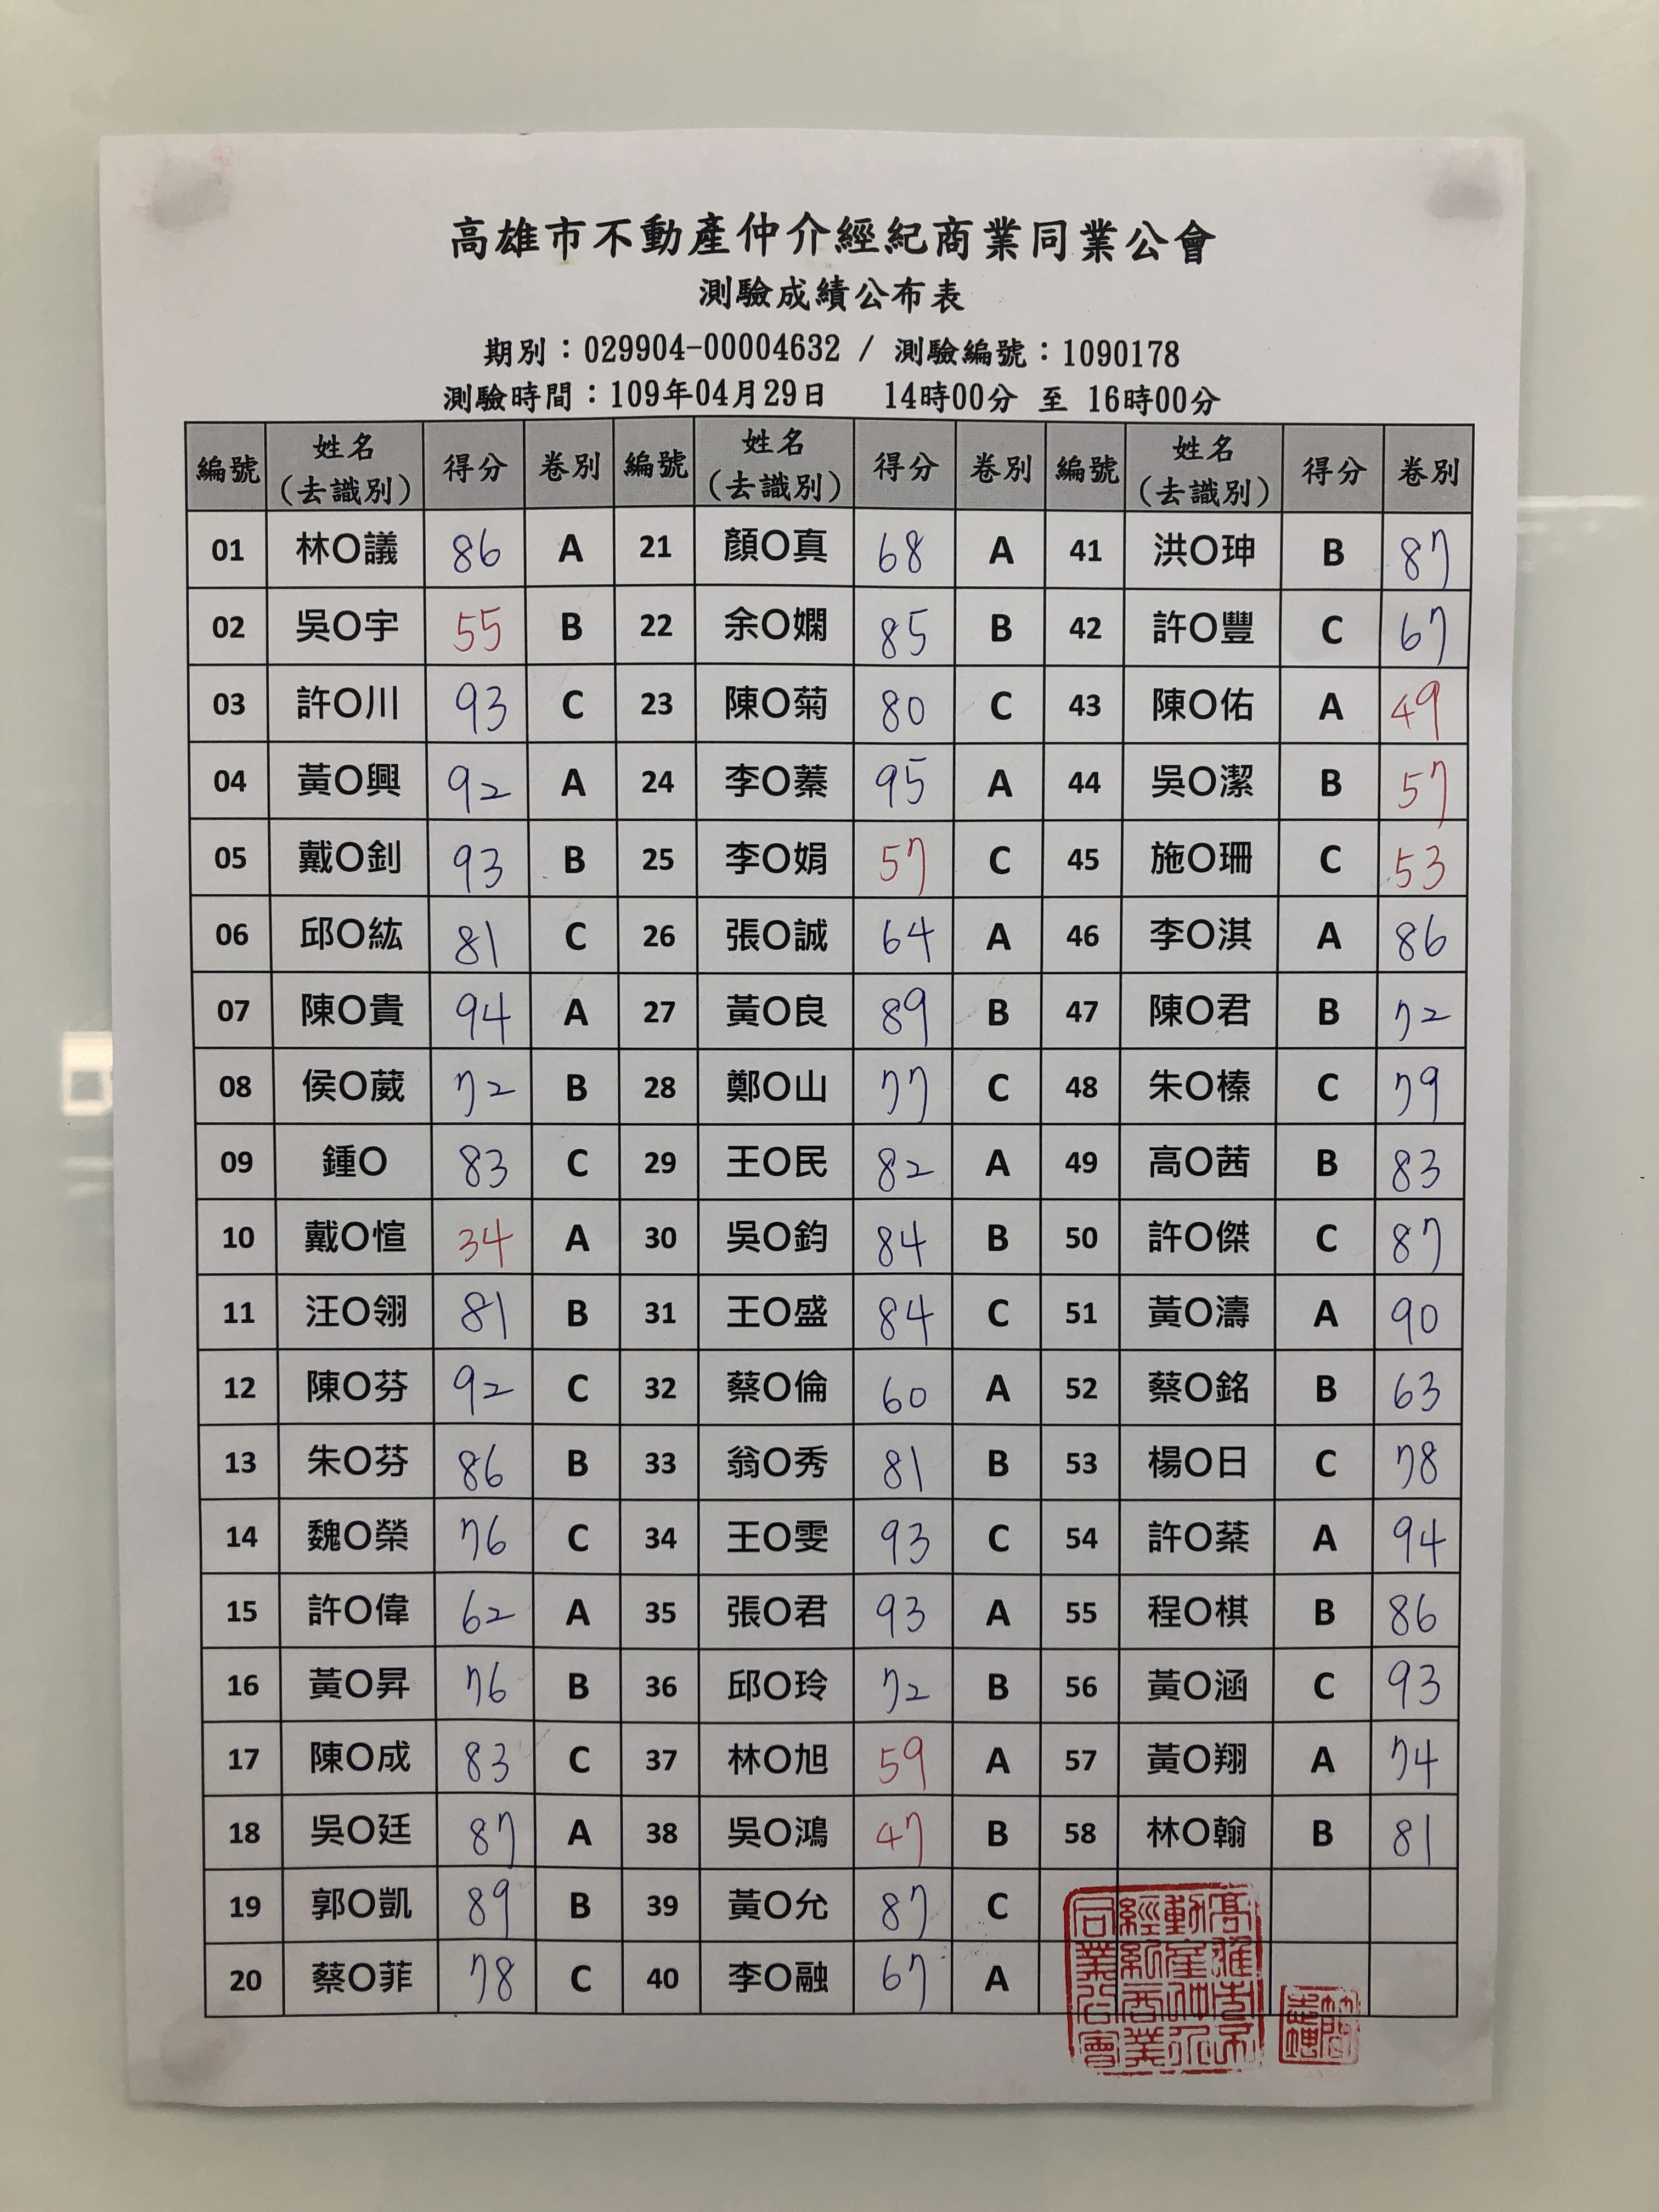 高雄市不動產仲介經紀商業同業公會
測驗成績公布表
期別：029904-00004632 / 測驗編號：1090178
測驗時間：109年04月29日 14時00分 至 16時00分
編號 姓名（去識別） 得分 卷別 編號 姓名（去識別） 得分 卷別 編號 姓名（去識別） 得分 卷別
01 林O議 86 A 21 顏O真 68 A 41 洪O珅 B 87
02 吳O宇 55 B 22 余O嫻 85 B 42 許O豐 C 67
03 許O川 93 C 23 陳O菊 80 C 43 陳O佑 A 49
04 黃O興 92 A 24 李O蓁 95 A 44 吳O潔 B 57
05 戴O釗 93 B 25 李O娟 57 C 45 施O珊 C 53
06 邱O紘 81 C 26 張O誠 64 A 46 李O淇 A 86
07 陳O貴 94 A 27 黃O良 89 B 47 陳O君 B 72
08 侯O葳 72 B 28 鄭O山 77 C 48 朱O榛 C 79
09 鍾O 83 C 29 王O民 82 A 49 高O茜 B 83
10 戴O愃 34 A 30 吳O鈞 84 B 50 許O傑 C 87
11 汪O翎 81 B 31 王O盛 84 C 51 黃O濤 A 90
12 陳O芬 92 C 32 蔡O倫 60 A 52 蔡O銘 B 63
13 朱O芬 86 B 33 翁O秀 81 B 53 楊O日 C 78
14 魏O榮 76 C 34 王O雯 93 C 54 許O棻 A 94
15 許O偉 62 A 35 張O君 93 A 55 程O棋 B 86
16 黃O昇 76 B 36 邱O玲 72 B 56 黃O涵 C 93
17 陳O成 83 C 37 林O旭 59 A 57 黃O翔 A 74
18 吳O廷 87 A 38 吳O鴻 47 B 58 林O翰 B 81
19 郭O凱 89 B 39 黃O允 87 C
20 蔡O菲 78 C 40 李O融 67 A